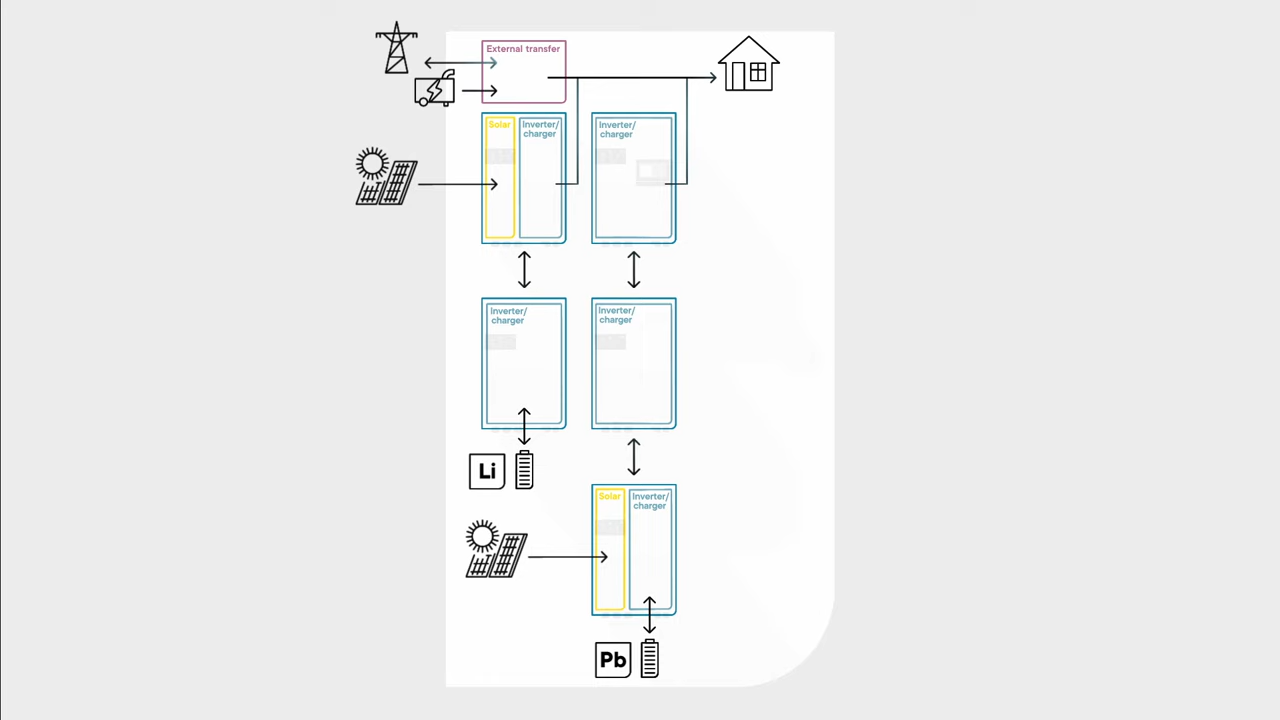 External transfer
Solar
Inverter/
charger
Inverter/
charger
Inverter/
charger
Inverter/
charger
Li
Solar
Inverter/
charger
Pb